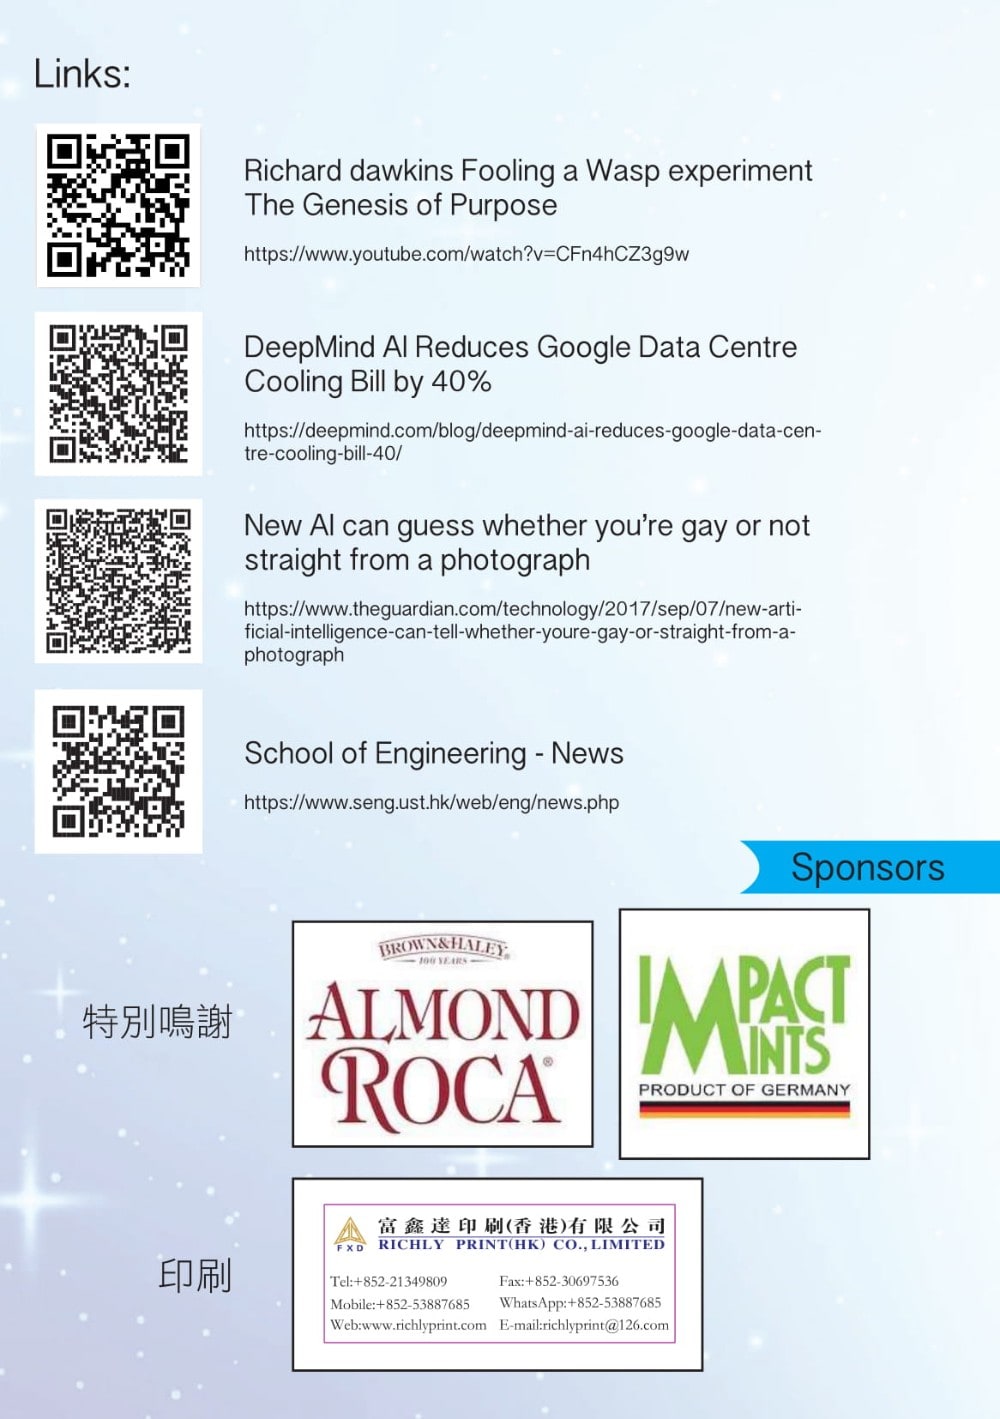 Links:
Richard dawkins Fooling a Wasp experiment
The Genesis of Purpose
https://www.youtube.com/watch?v=CFn4hCZ3g9w
DeepMind AI Reduces Google Data Centre
Cooling Bill by 40%
https://deepmind.com/blog/deepmind-ai-reduces-google-data-cen-
tre-cooling-bill-40/
New AI can guess whether you’re gay or not
straight from a photograph
https://www.theguardian.com/technology/2017/sep/07/new-arti-
ficial-intelligence-can-tell-whether-youre-gay-or-straight-from-a-
photograph
School of Engineering - News
https://www.seng.ust.hk/web/eng/news.php
Sponsors
特別鳴謝
BROWN&HALEY®
100 YEARS
ALMOND
ROCA®
IMPACT
MINTS
PRODUCT OF GERMANY
印刷
FXD
富鑫達印刷(香港)有限公司
RICHLY PRINT(HK) CO.,LIMITED
Tel:+852-21349809 Fax:+852-30697536
Mobile:+852-53887685 WhatsApp:+852-53887685
Web:www.richlyprint.com E-mail:richlyprint@126.com